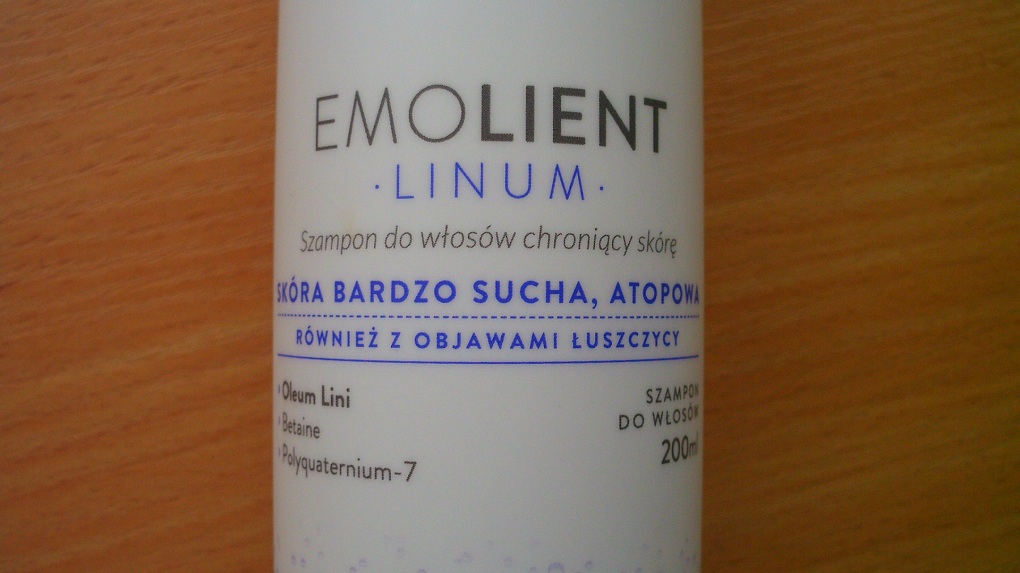 EMOLIENT
·LINUM·
Szampon do włosów chroniący skórę
SKÓRA BARDZO SUCHA, ATOPOWA
RÓWNIEŻ Z OBJAWAMI ŁUSZCZYCY
Oleum Lini
Betaine
Polyquaternium-7
SZAMPON
DO WŁOSÓW
200ml